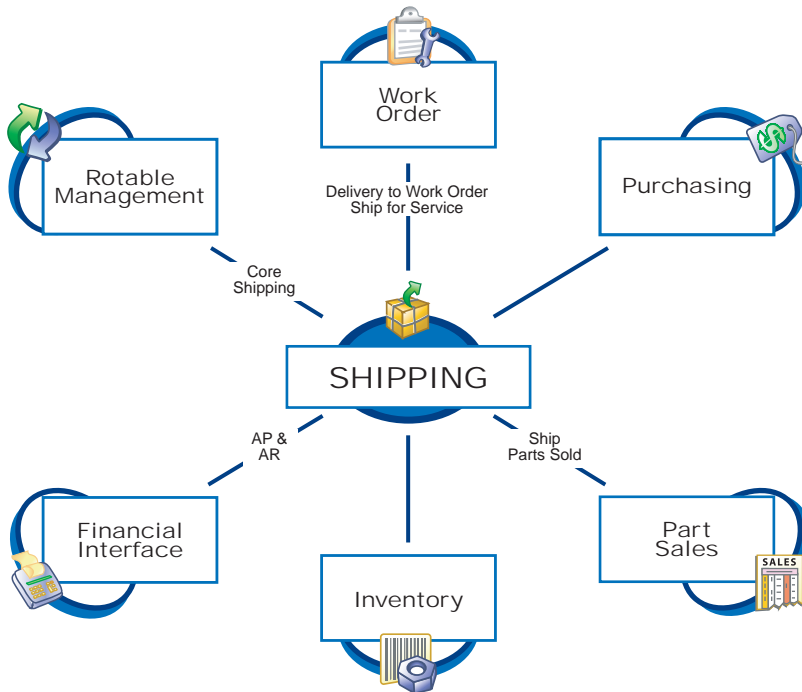 Work
Order
Rotable
Management
Purchasing
Delivery to Work Order
Ship for Service
Core
Shipping
SHIPPING
AP &
AR
Ship
Parts Sold
Financial
Interface
Part
Sales
SALES
Inventory